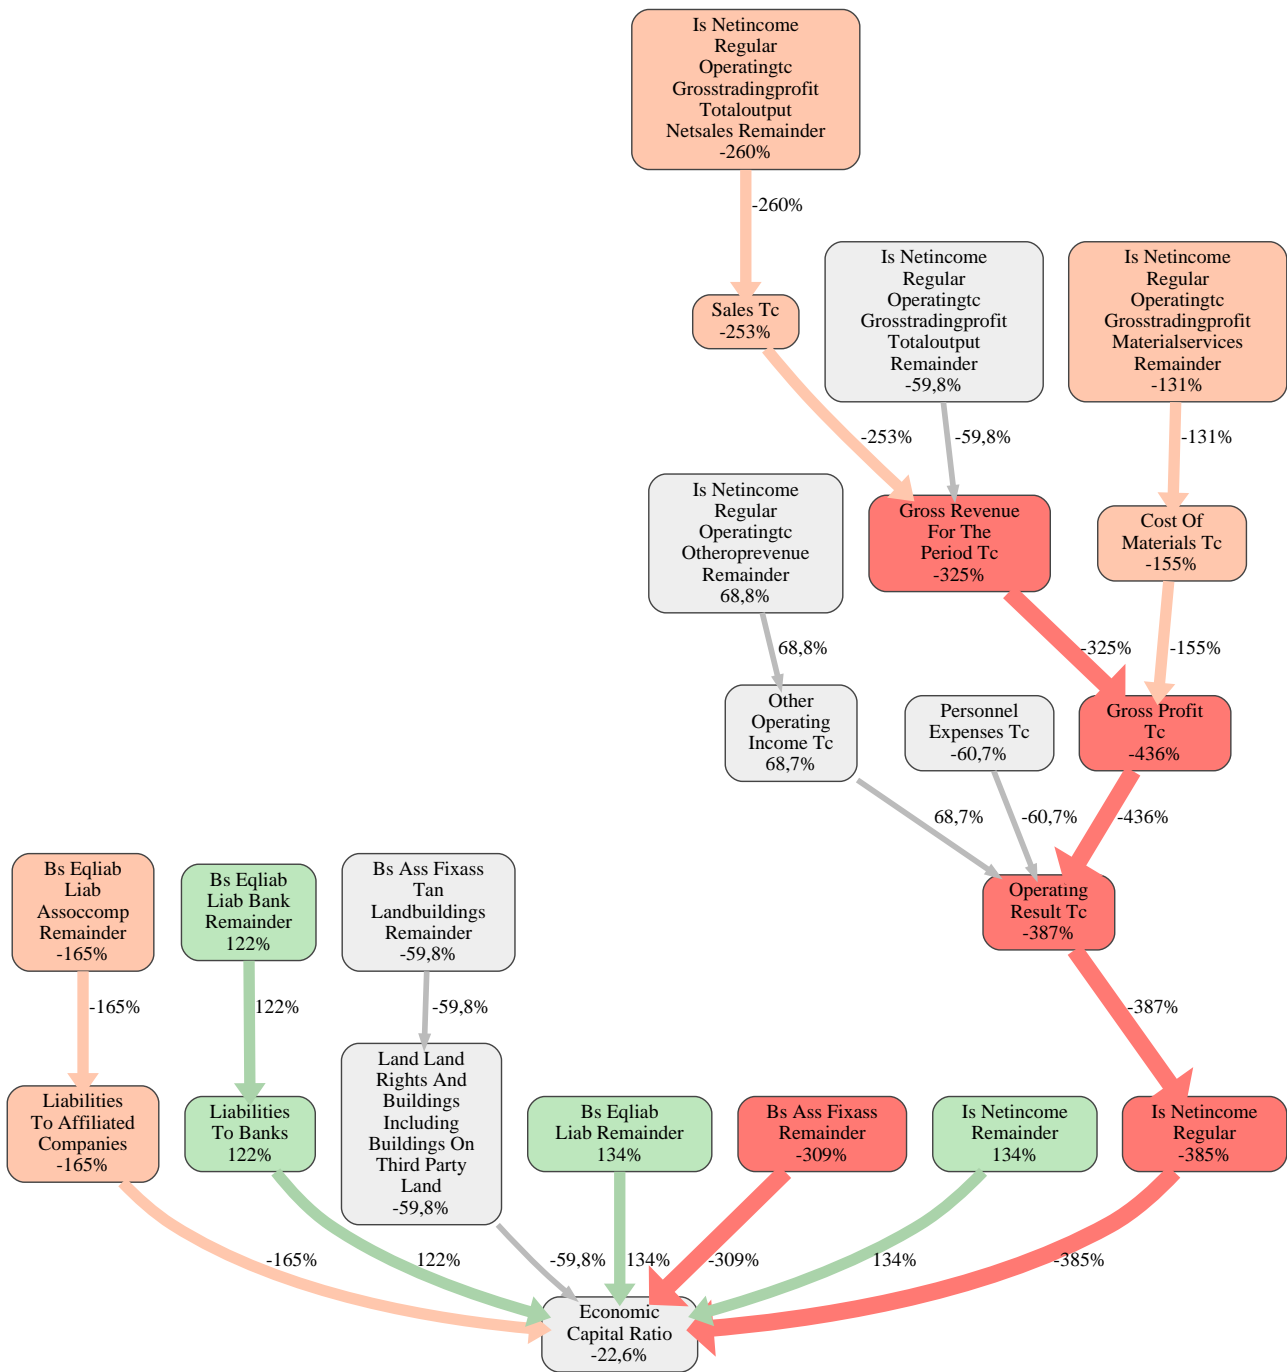 Is Netincome
Regular
Operatingtc
Grosstradingprofit
Totaloutput
Netsales Remainder
-260%
-260%
Is Netincome
Regular
Operatingtc
Grosstradingprofit
Totaloutput
Remainder
-59,8%
Is Netincome
Regular
Operatingtc
Grosstradingprofit
Materialservices
Remainder
-131%
Sales Tc
-253%
-253%
-59,8%
-131%
Is Netincome
Regular
Operatingtc
Otheroprevenue
Remainder
68,8%
Gross Revenue
For The
Period Tc
-325%
Cost Of
Materials Tc
-155%
68,8%
-325%
-155%
Other
Operating
Income Tc
68,7%
Personnel
Expenses Tc
-60,7%
Gross Profit
Tc
-436%
68,7%
-60,7%
-436%
Bs Eqliab
Liab
Assoccomp
Remainder
-165%
Bs Eqliab
Liab Bank
Remainder
122%
Bs Ass Fixass
Tan
Landbuildings
Remainder
-59,8%
Operating
Result Tc
-387%
-165%
122%
-59,8%
-387%
Liabilities
To Affiliated
Companies
-165%
Liabilities
To Banks
122%
Land Land
Rights And
Buildings
Including
Buildings On
Third Party
Land
-59,8%
Bs Eqliab
Liab Remainder
134%
Bs Ass Fixass
Remainder
-309%
Is Netincome
Remainder
134%
Is Netincome
Regular
-385%
-165%
122%
-59,8%
134%
-309%
134%
-385%
Economic
Capital Ratio
-22,6%